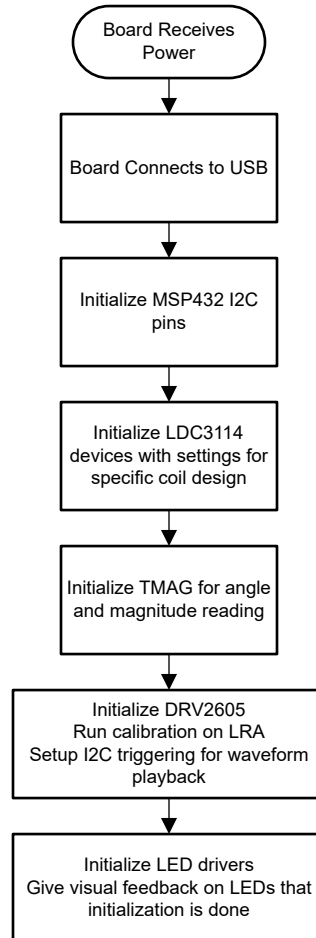 Board Receives
Power
Board Connects to USB
Initialize MSP432 I2C
pins
Initialize LDC3114
devices with settings for
specific coil design
Initialize TMAG for angle
and magnitude reading
Initialize DRV2605
Run calibration on LRA
Setup I2C triggering for waveform
playback
Initialize LED drivers
Give visual feedback on LEDs that
initialization is done